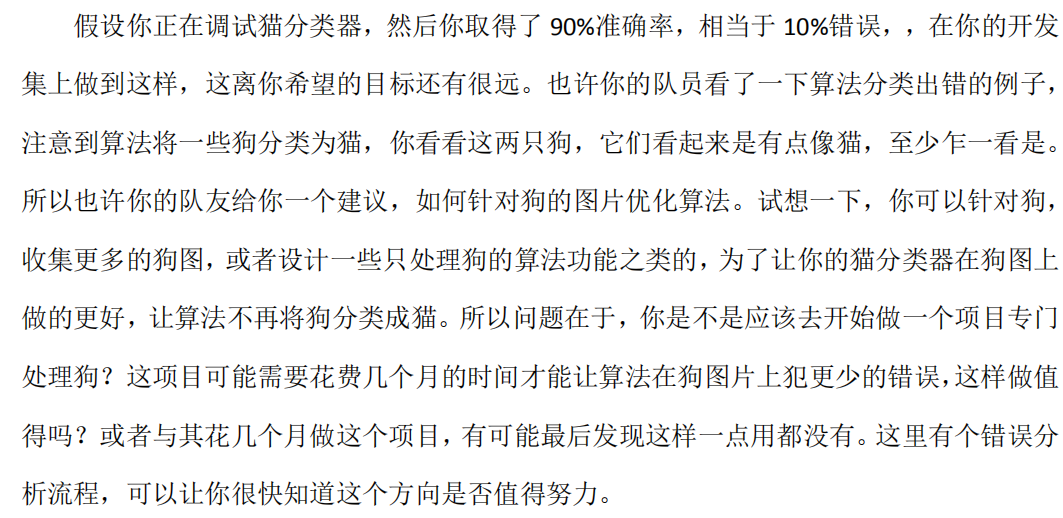 假设你正在调试猫分类器，然后你取得了 90%准确率，相当于 10%错误，，在你的开发
集上做到这样，这离你希望的目标还有很远。也许你的队员看了一下算法分类出错的例子，
注意到算法将一些狗分类为猫，你看看这两只狗，它们看起来是有点像猫，至少乍一看是。
所以也许你的队友给你一个建议，如何针对狗的图片优化算法。试想一下，你可以针对狗，
收集更多的狗图，或者设计一些只处理狗的算法功能之类的，为了让你的猫分类器在狗图上
做的更好，让算法不再将狗分类成猫。所以问题在于，你是不是应该去开始做一个项目专门
处理狗？这项目可能需要花费几个月的时间才能让算法在狗图片上犯更少的错误，这样做值
得吗？或者与其花几个月做这个项目，有可能最后发现这样一点用都没有。这里有个错误分
析流程，可以让你很快知道这个方向是否值得努力。